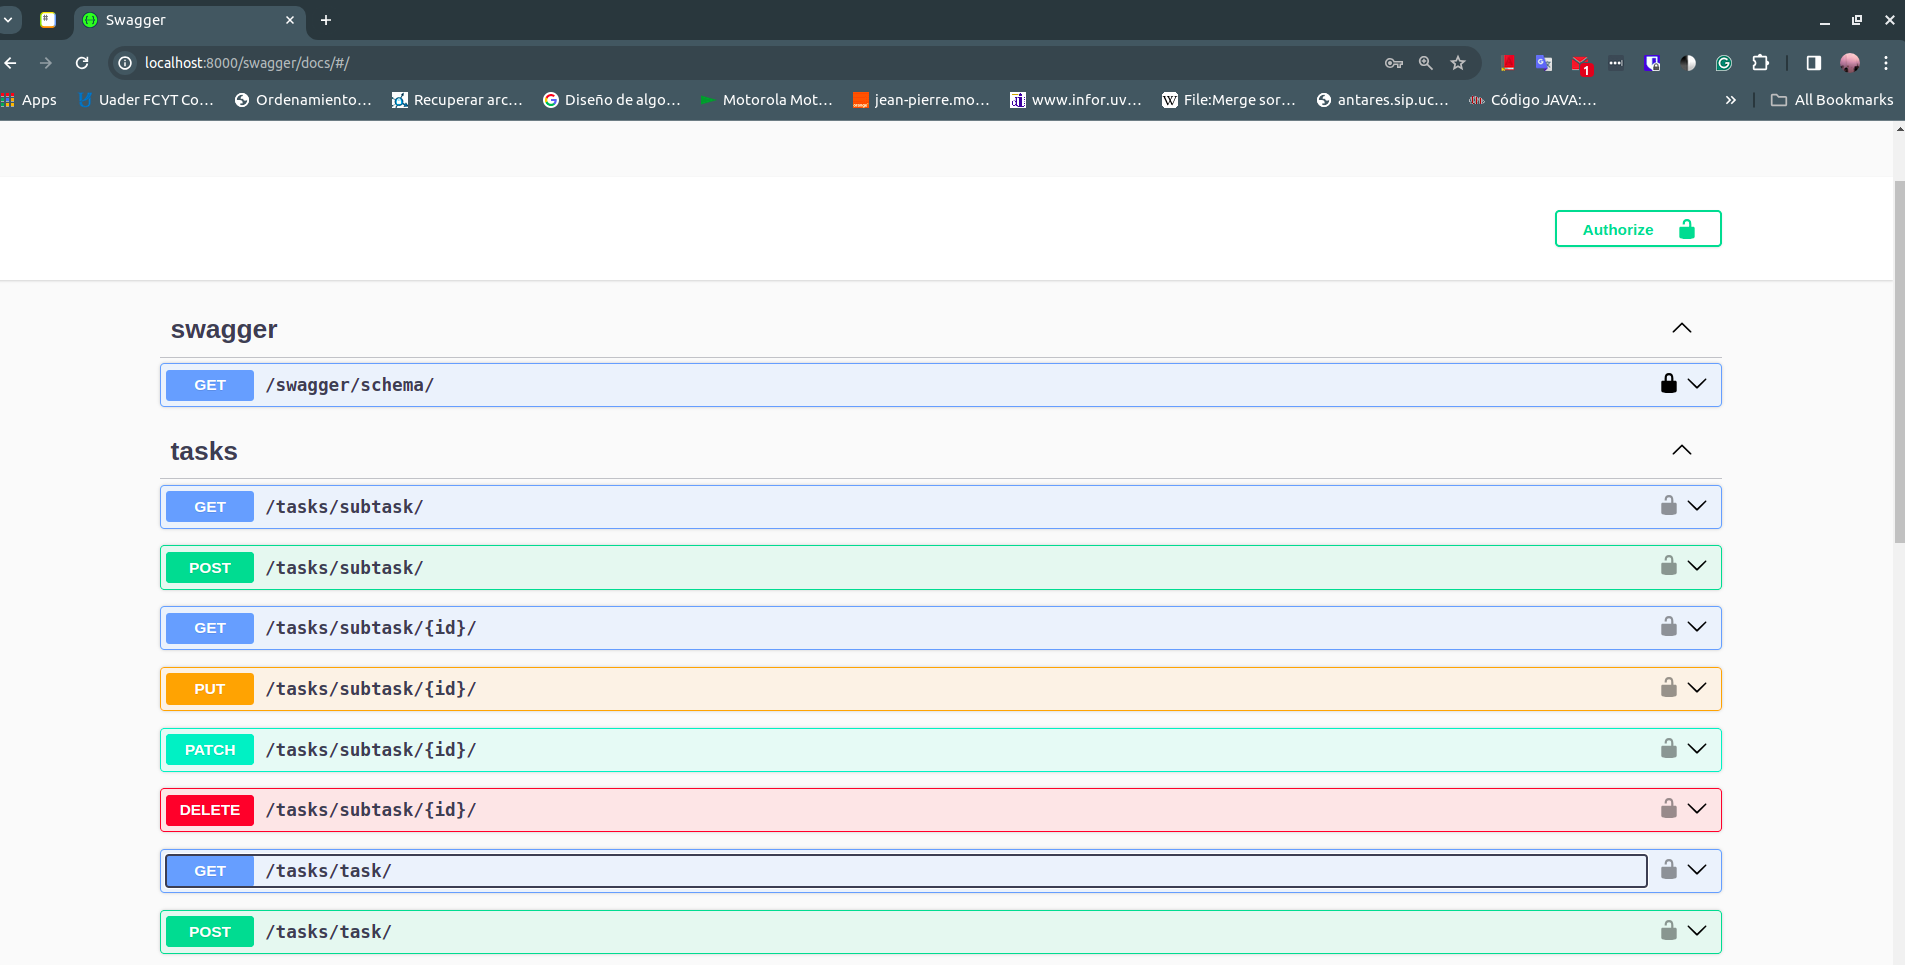 Swagger
localhost:8000/swagger/docs/#/
1
Apps
Uader FCYT Co...
Ordenamiento...
Recuperar arc...
Diseño de algo...
Motorola Mot...
jean-pierre.mo...
www.infor.uv...
W File:Merge sor...
antares.sip.uc...
Código JAVA:...
All Bookmarks
Authorize
swagger
GET /swagger/schema/
tasks
GET /tasks/subtask/
POST /tasks/subtask/
GET /tasks/subtask/{id}/
PUT /tasks/subtask/{id}/
PATCH /tasks/subtask/{id}/
DELETE /tasks/subtask/{id}/
GET /tasks/task/
POST /tasks/task/